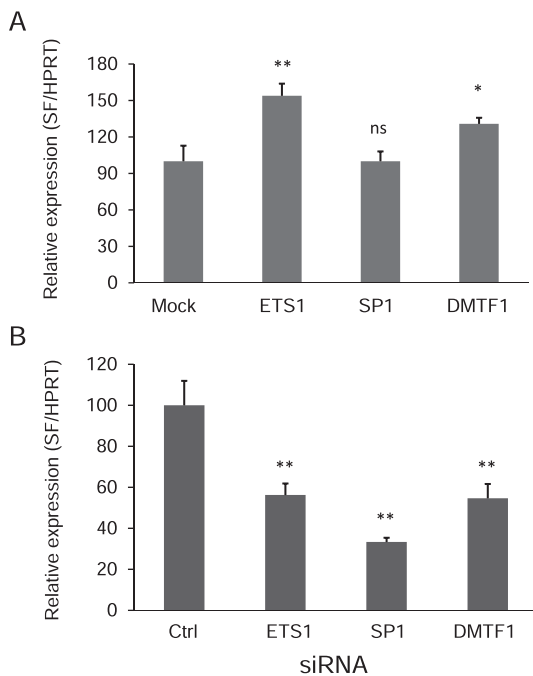 A
Relative expression (SF/HPRT)
180
150
120
90
60
30
0
**
ns
*
Mock ETS1 SP1 DMTF1
B
Relative expression (SF/HPRT)
120
100
80
60
40
20
0
**
**
**
Ctrl ETS1 SP1 DMTF1
siRNA